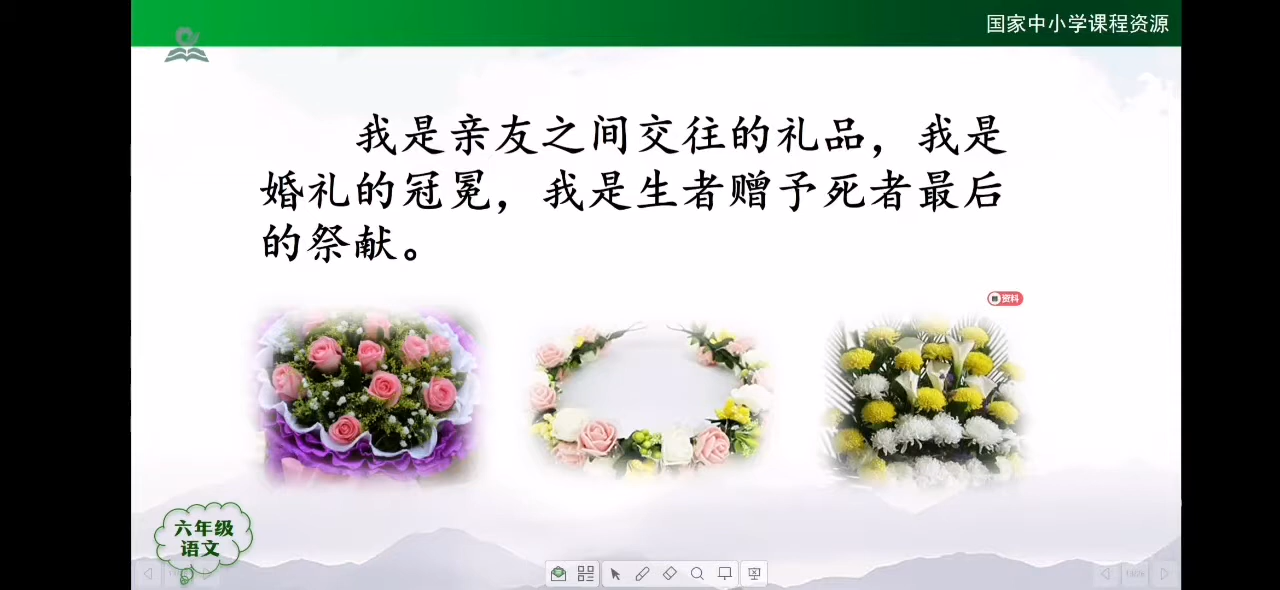 国家中小学课程资源
我是亲友之间交往的礼品，我是
婚礼的冠冕，我是生者赠予死者最后
的祭献。
资料
六年级
语文